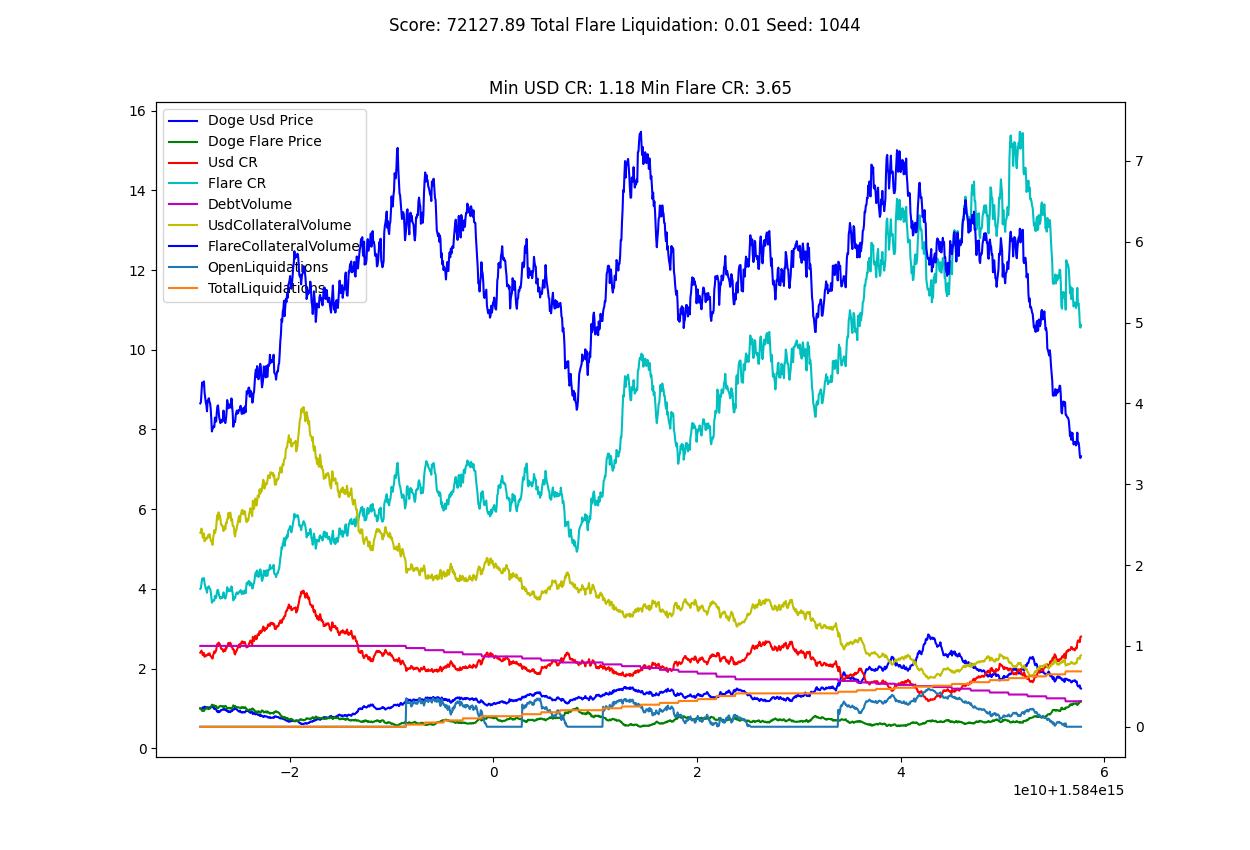 Score: 72127.89 Total Flare Liquidation: 0.01 Seed: 1044
Min USD CR: 1.18 Min Flare CR: 3.65
Doge Usd Price
Doge Flare Price
Usd CR
Flare CR
DebtVolume
UsdCollateralVolume
FlareCollateralVolume
OpenLiquidations
TotalLiquidations
16
14
12
10
8
6
4
2
0
7
6
5
4
3
2
1
0
−2
0
2
4
6
1e10+1.584e15